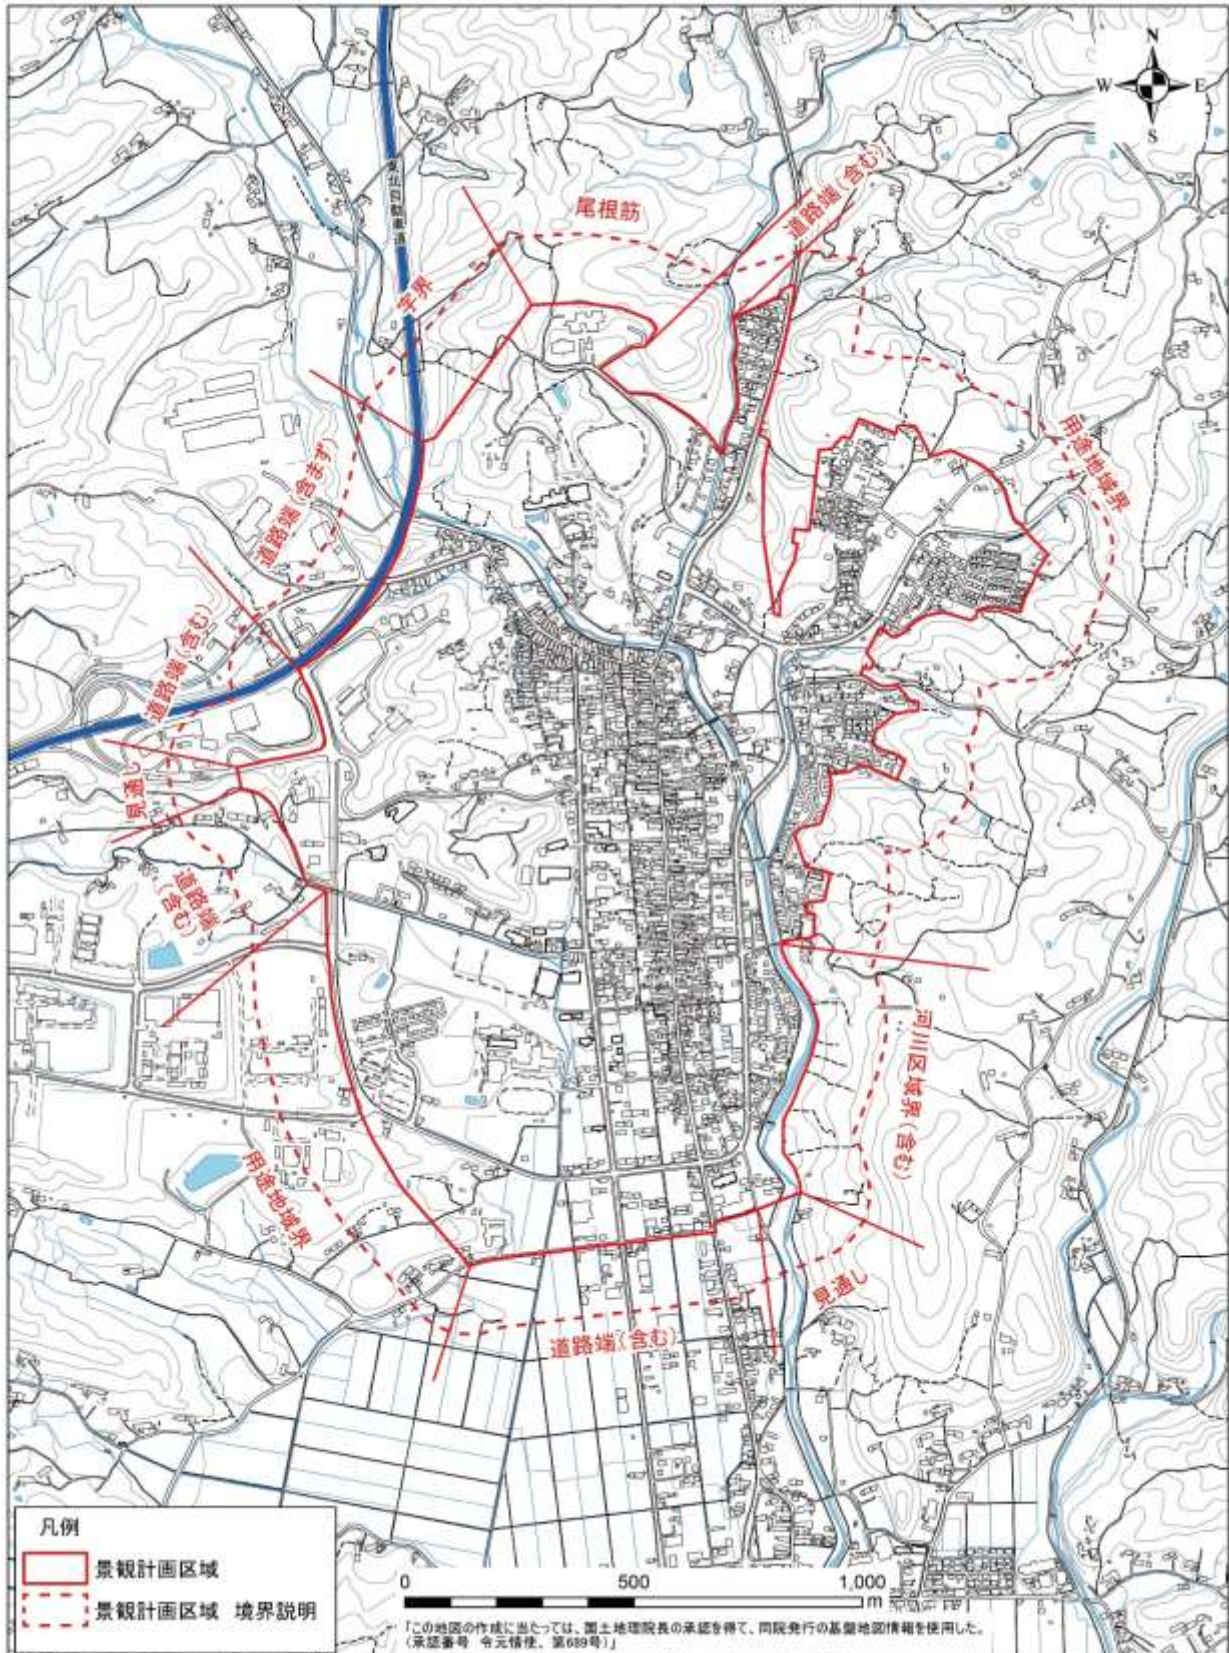 N
W E
S
尾根筋
道路端(含む)
字界
用途地域界
道路端(含まず)
道路端(含む)
見通し
道路端
(含む)
河川区域界(含む)
用途地域界
見通し
道路端(含む)
凡例
景観計画区域
景観計画区域 境界説明
0 500 1,000
m
「この地図の作成に当たっては、国土地理院長の承認を得て、同院発行の基盤地図情報を使用した。
(承認番号 令元情使、第689号)」